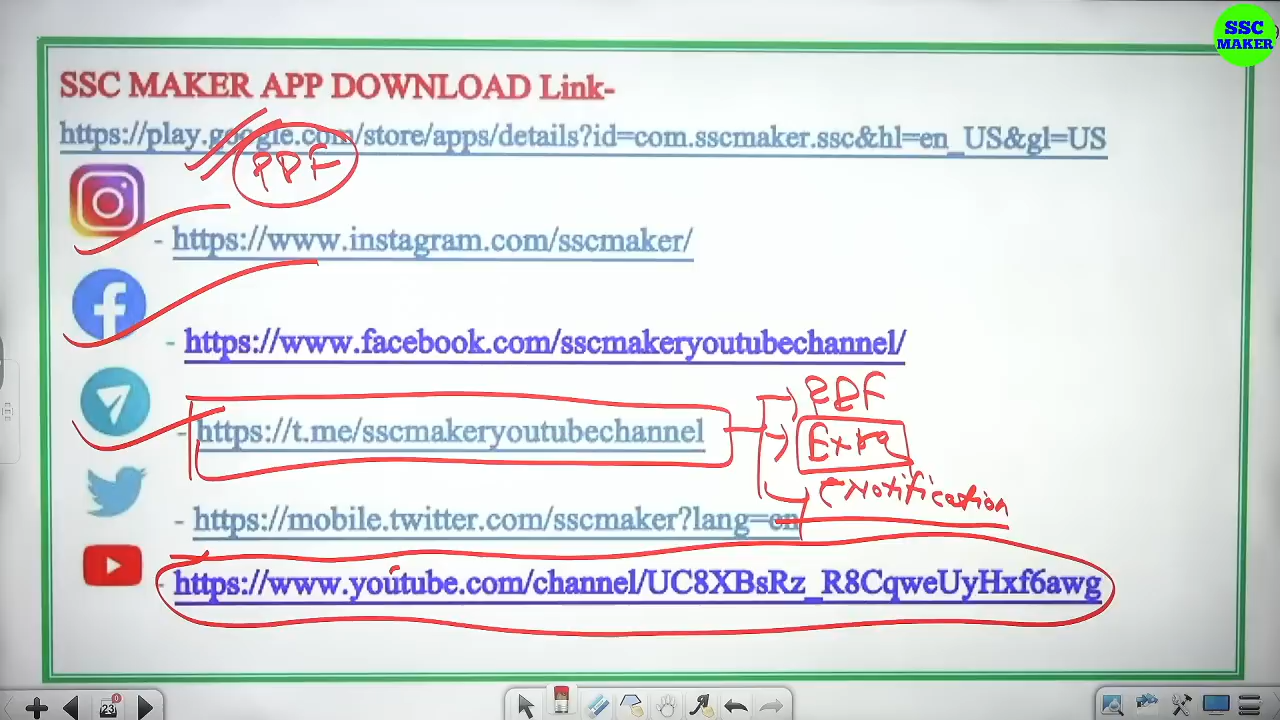 SSC
MAKER
SSC MAKER APP DOWNLOAD Link-
https://play.google.com/store/apps/details?id=com.sscmaker.ssc&hl=en_US&gl=US
PDF
- https://www.instagram.com/sscmaker/
- https://www.facebook.com/sscmakeryoutubechannel/
PDF
- https://t.me/sscmakeryoutubechannel
Extra
Notification
- https://mobile.twitter.com/sscmaker?lang=en
- https://www.youtube.com/channel/UC8XBsRz_R8CqweUyHxf6awg
23
0